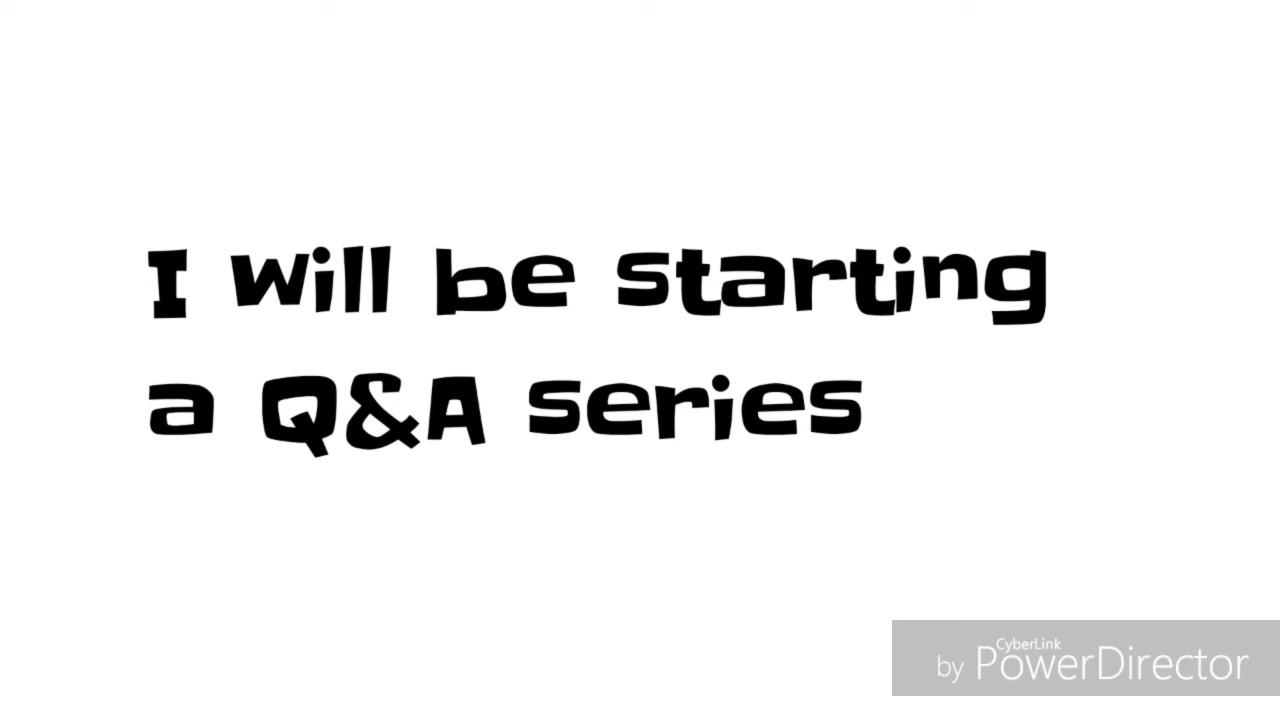 I will be starting
a Q&A series
CyberLink
by PowerDirector